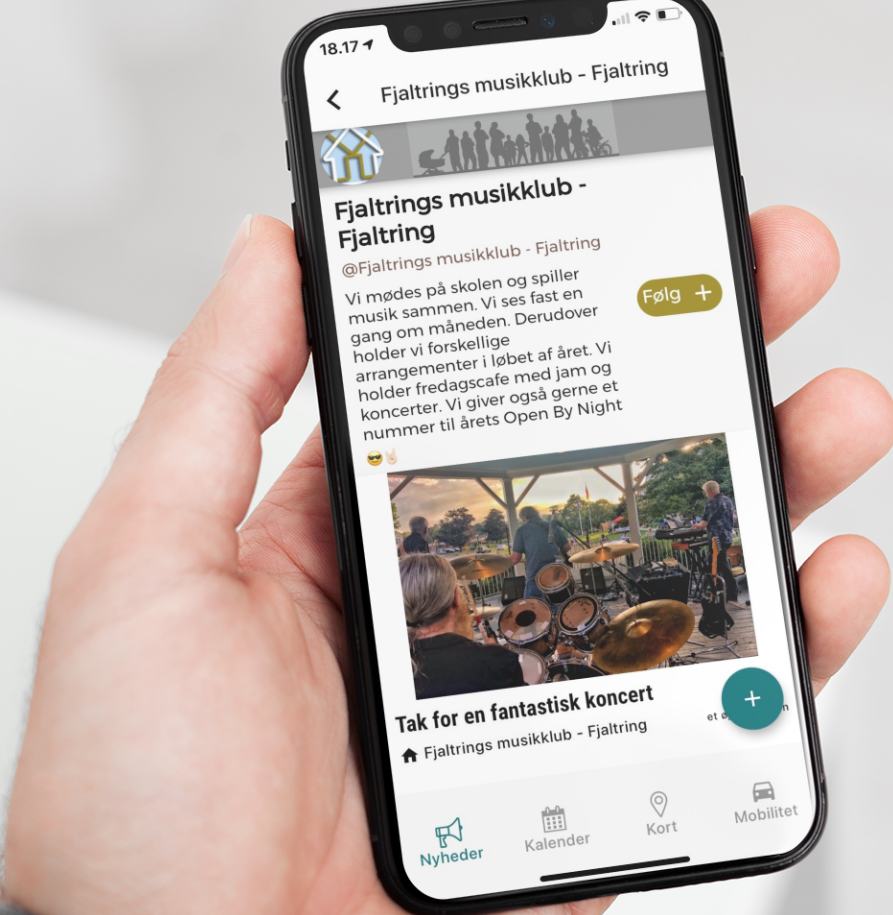 18.17
Fjaltrings musikklub - Fjaltring
Fjaltrings musikklub -
Fjaltring
@Fjaltrings musikklub - Fjaltring
Vi mødes på skolen og spiller
musik sammen. Vi ses fast en
gang om måneden. Derudover
holder vi forskellige
arrangementer i løbet af året. Vi
holder fredagscafe med jam og
koncerter. Vi giver også gerne et
nummer til årets Open By Night
😎🤘🏻
Følg +
Tak for en fantastisk koncert
Fjaltrings musikklub - Fjaltring
et
+
Nyheder
Kalender
Kort
Mobilitet